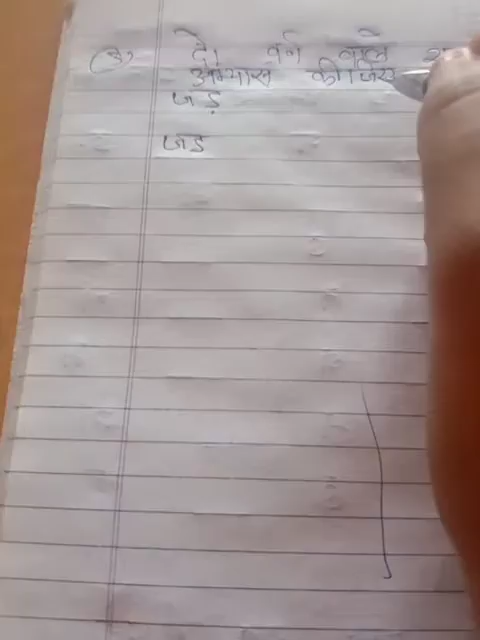 3) दो वर्ण वाले
अभ्यास कीजिए
जड़
जड